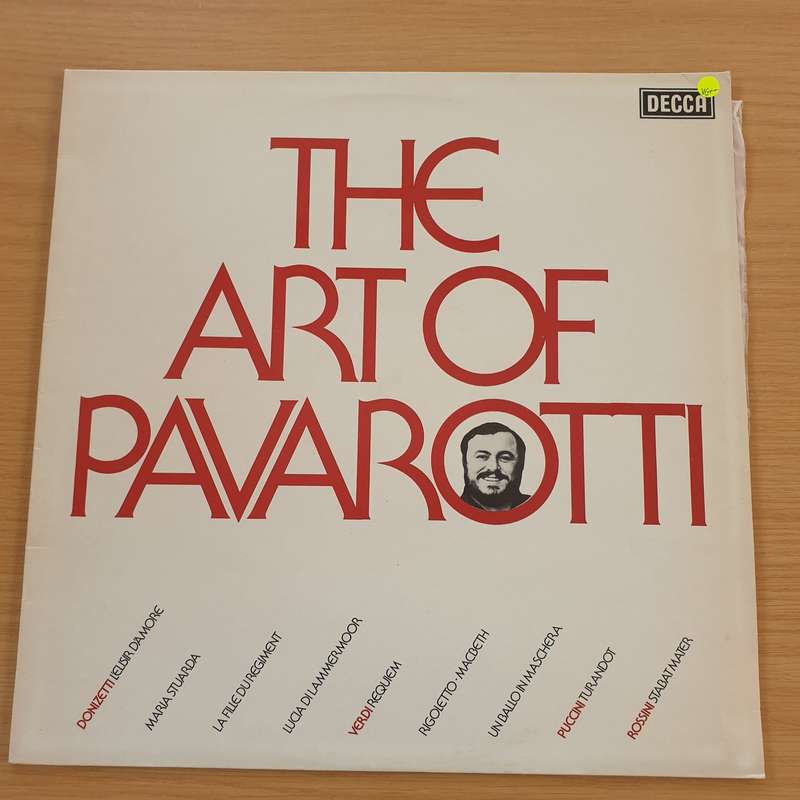 DECCA
VG++
THE
ART OF
PAVAROTTI
DONIZETTI L'ELISIR D'AMORE
MARIA STUARDA
LA FILLE DU REGIMENT
LUCIA DI LAMMERMOOR
VERDI REQUIEM
RIGOLETTO · MACBETH
UN BALLO IN MASCHERA
PUCCINI TURANDOT
ROSSINI STABAT MATER